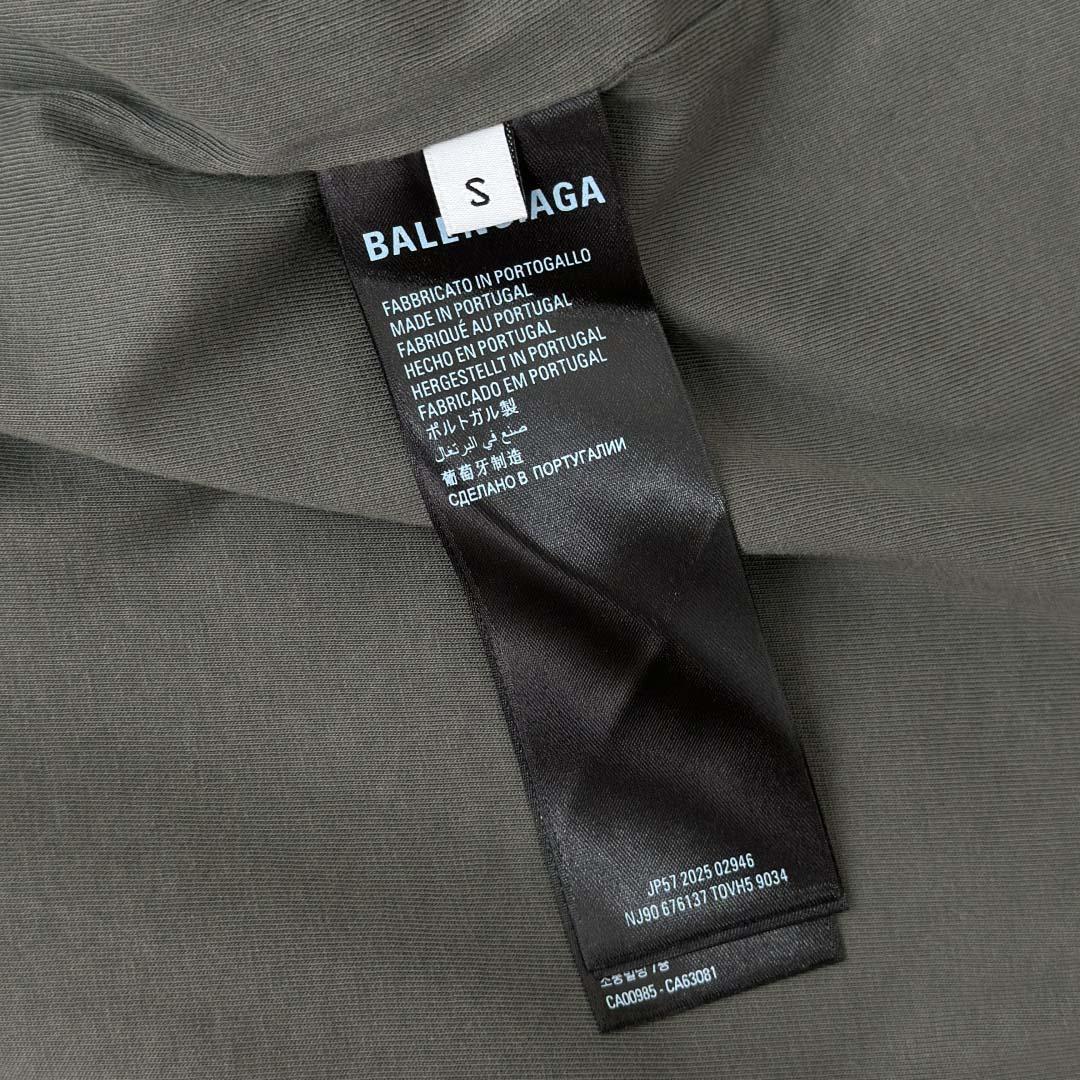 S
BALENCIAGA
FABBRICATO IN PORTOGALLO
MADE IN PORTUGAL
FABRIQUÉ AU PORTUGAL
HECHO EN PORTUGAL
HERGESTELLT IN PORTUGAL
FABRICADO EM PORTUGAL
ポルトガル製
صنع في البرتغال
葡萄牙制造
СДЕЛАНО В ПОРТУГАЛИИ
JP57 2025 02946
NJ90 676137 TOVH5 9034
CA00985 - CA63081